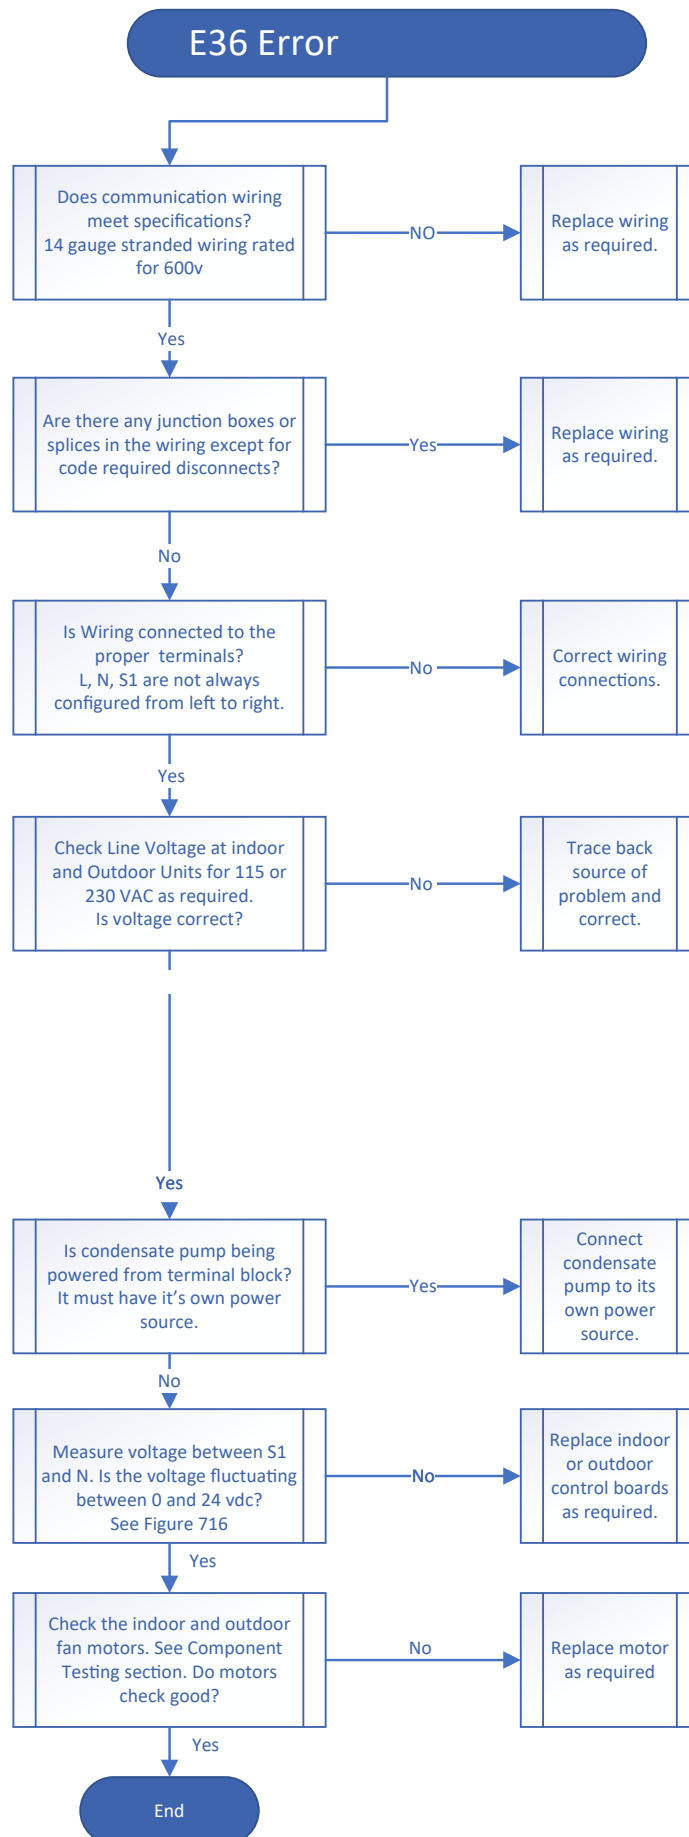 E36 Error
Does communication wiring
meet specifications?
14 gauge stranded wiring rated
for 600v
NO
Replace wiring
as required.
Yes
Are there any junction boxes or
splices in the wiring except for
code required disconnects?
Yes
Replace wiring
as required.
No
Is Wiring connected to the
proper terminals?
L, N, S1 are not always
configured from left to right.
No
Correct wiring
connections.
Yes
Check Line Voltage at indoor
and Outdoor Units for 115 or
230 VAC as required.
Is voltage correct?
No
Trace back
source of
problem and
correct.
Yes
Is condensate pump being
powered from terminal block?
It must have it's own power
source.
Yes
Connect
condensate
pump to its
own power
source.
No
Measure voltage between S1
and N. Is the voltage fluctuating
between 0 and 24 vdc?
See Figure 716
No
Replace indoor
or outdoor
control boards
as required.
Yes
Check the indoor and outdoor
fan motors. See Component
Testing section. Do motors
check good?
No
Replace motor
as required
Yes
End